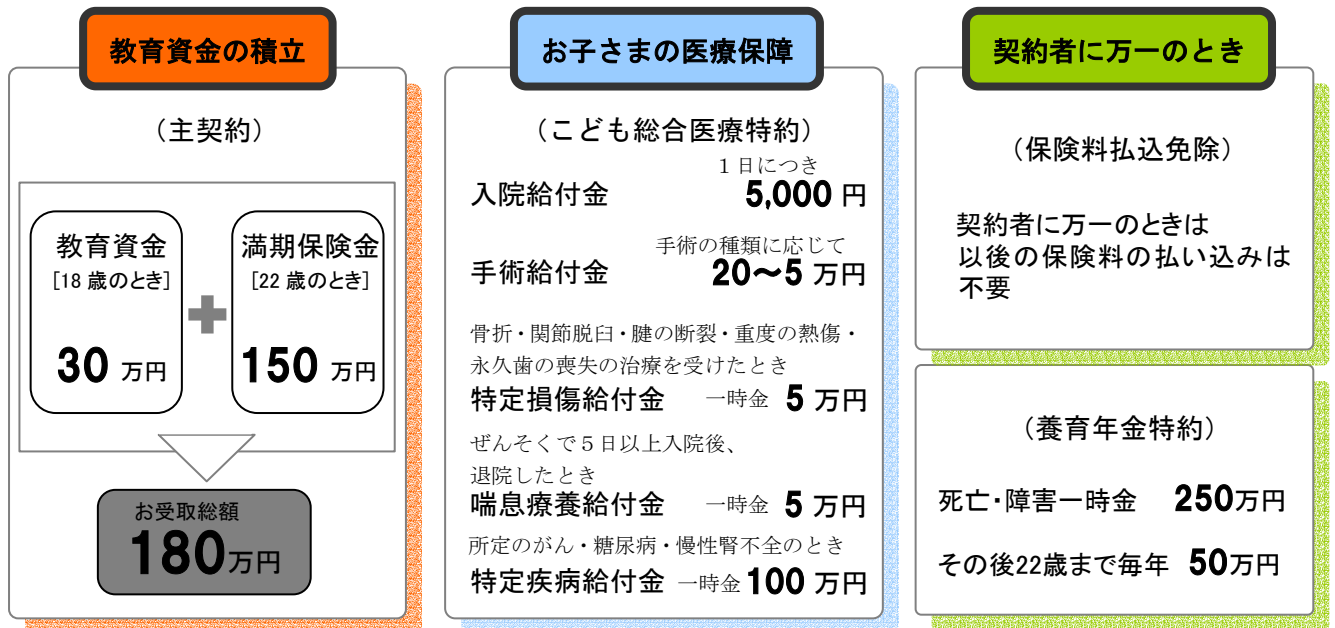 教育資金の積立
（主契約）
教育資金
[18 歳のとき]
30 万円
満期保険金
[22 歳のとき]
150 万円
お受取総額
180万円
お子さまの医療保障
（こども総合医療特約）
１日につき
入院給付金 5,000 円
手術の種類に応じて
手術給付金 20～5 万円
骨折・関節脱臼・腱の断裂・重度の熱傷・
永久歯の喪失の治療を受けたとき
特定損傷給付金 一時金 5 万円
ぜんそくで５日以上入院後、
退院したとき
喘息療養給付金 一時金 5 万円
所定のがん・糖尿病・慢性腎不全のとき
特定疾病給付金 一時金 100 万円
契約者に万一のとき
（保険料払込免除）
契約者に万一のときは
以後の保険料の払い込みは
不要
（養育年金特約）
死亡・障害一時金 250万円
その後22歳まで毎年 50万円